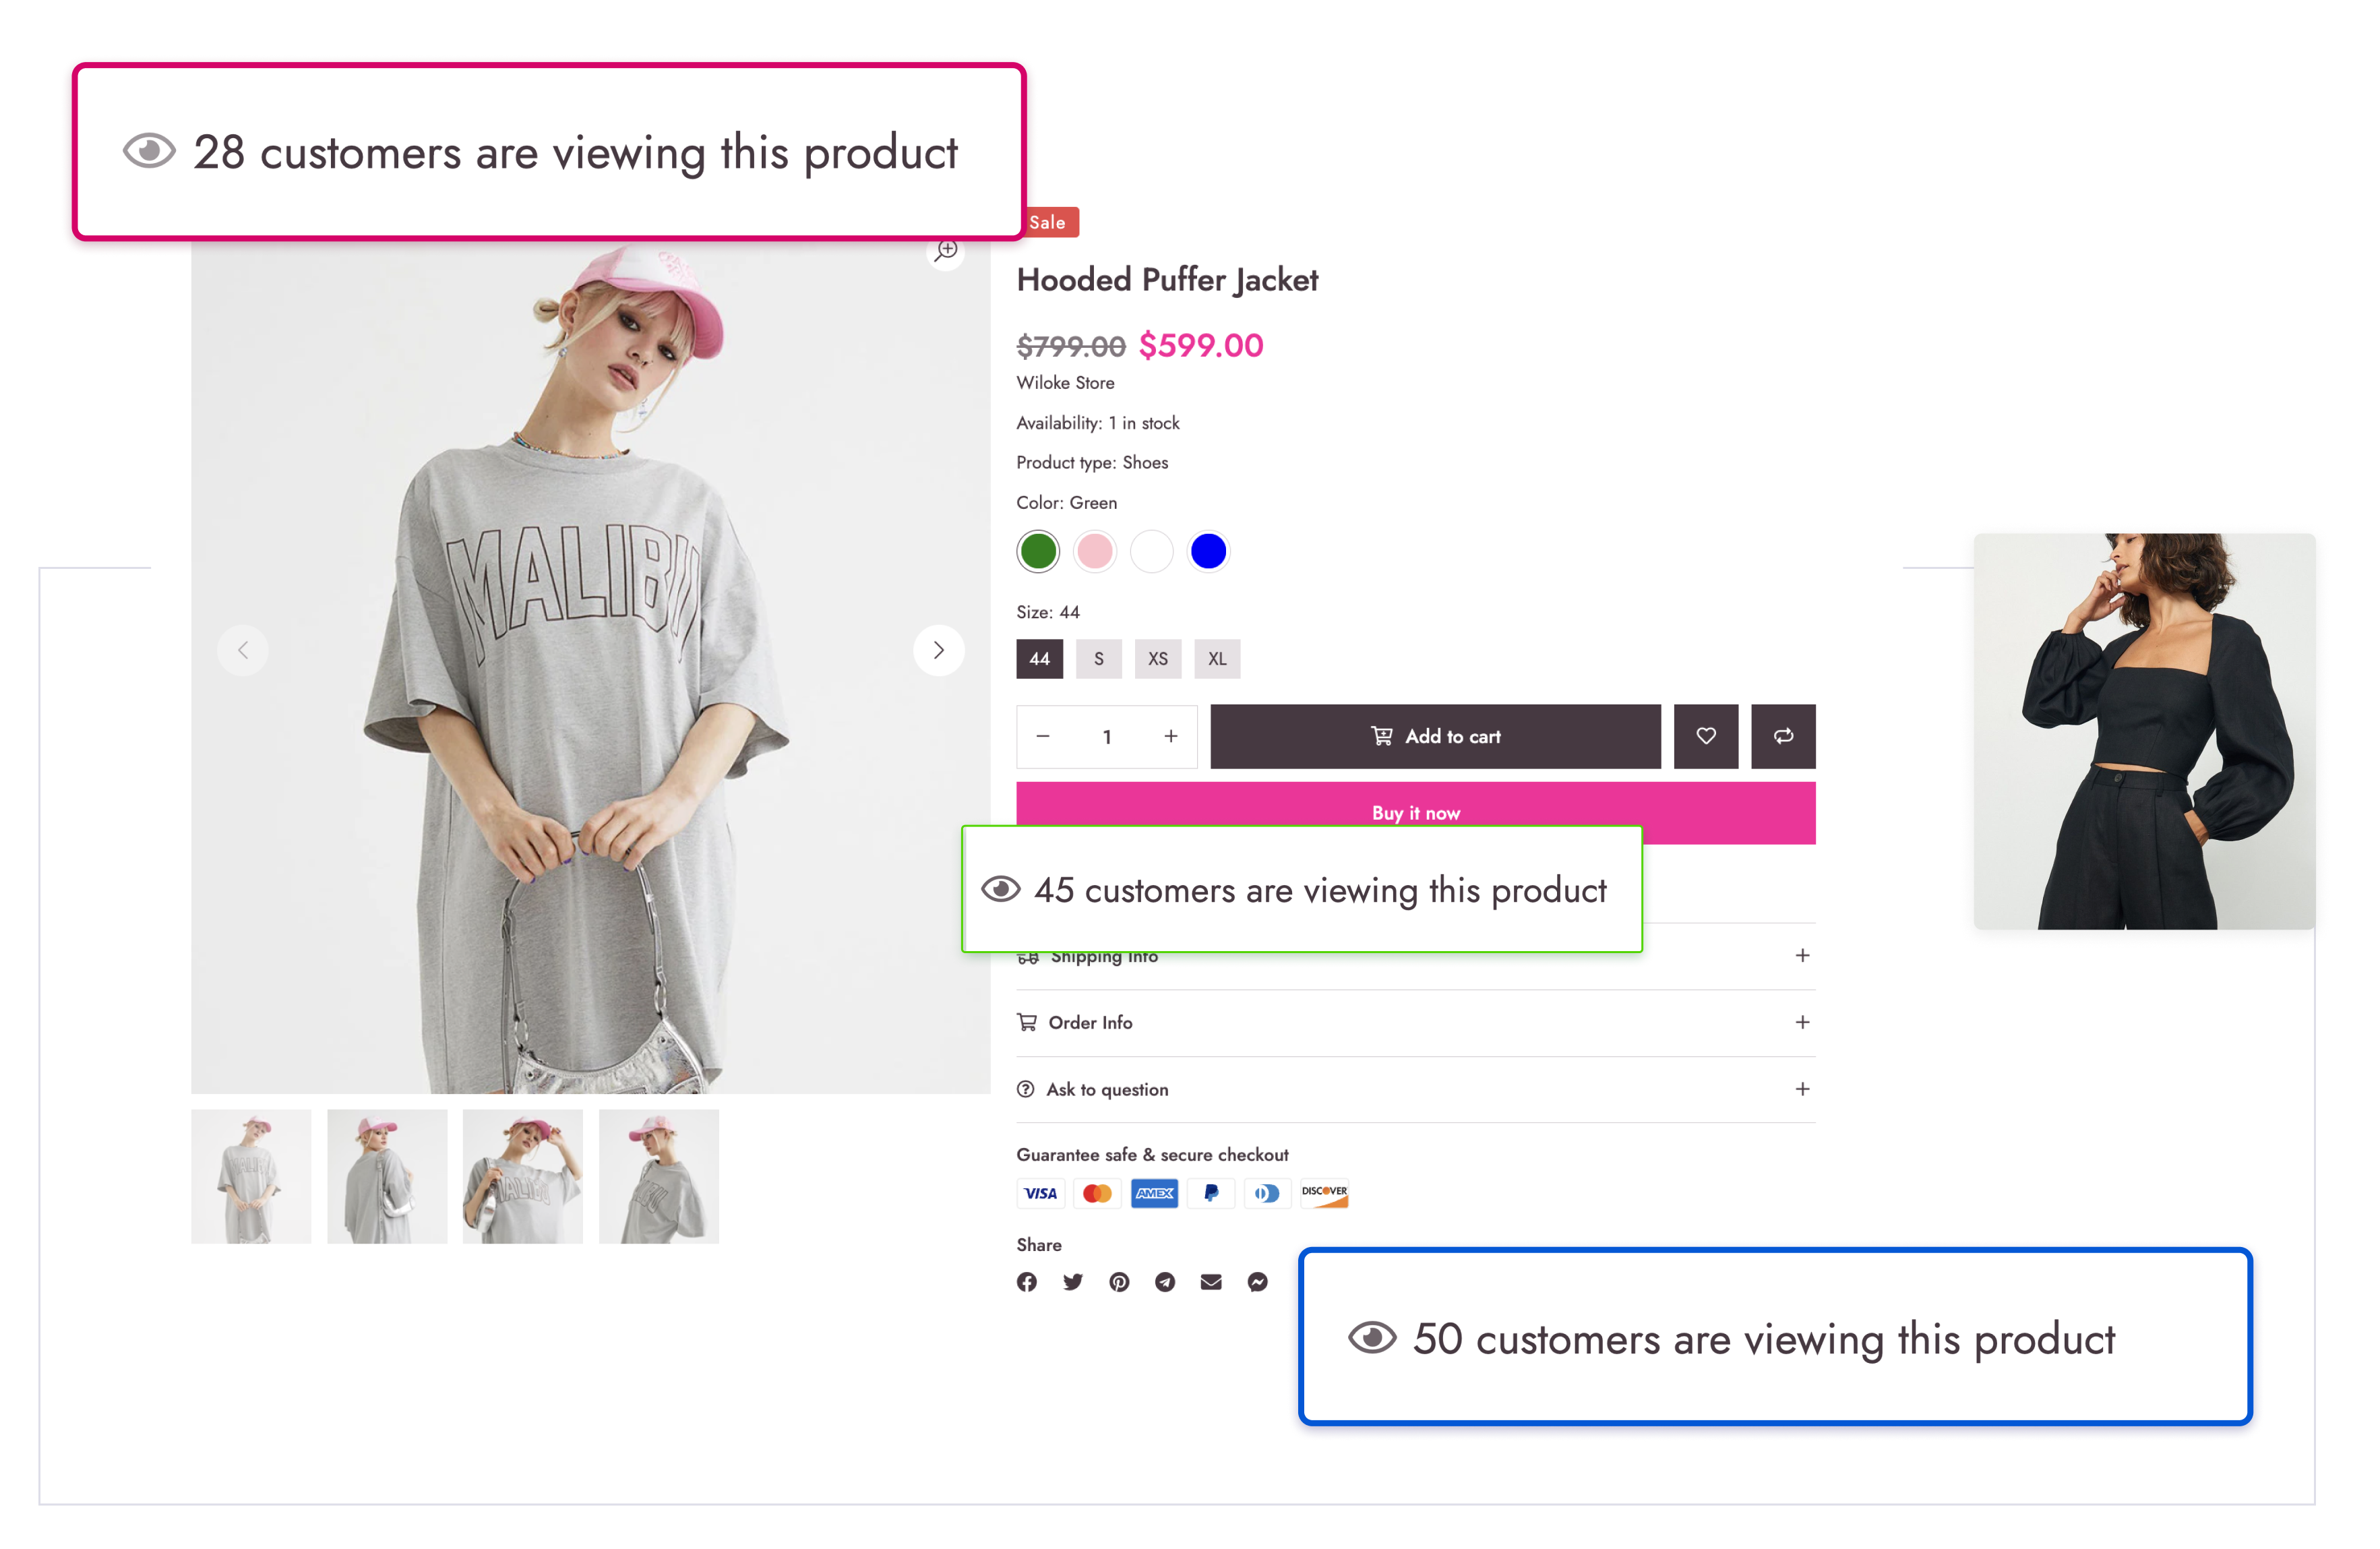 28 customers are viewing this product
Sale
Hooded Puffer Jacket
$799.00 $599.00
Wiloke Store
Availability: 1 in stock
Product type: Shoes
Color: Green
MALIBU
Size: 44
44 S XS XL
1
Add to cart
Buy it now
45 customers are viewing this product
Shipping Info
Order Info
Ask to question
Guarantee safe & secure checkout
VISA AMEX DISCOVER
Share
50 customers are viewing this product